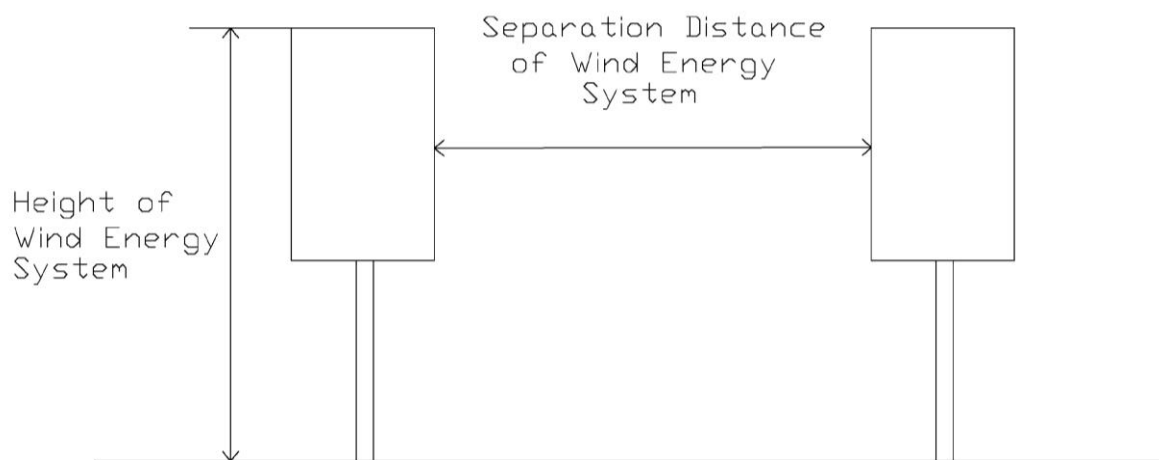 Separation Distance
of Wind Energy
System
Height of
Wind Energy
System